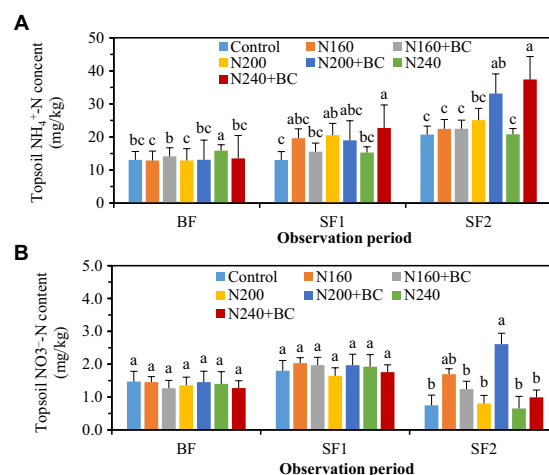 A
Topsoil NH₄⁺-N concent
(mg/kg)
50
40
30
20
10
0
Control N160 N160+BC
N200 N200+BC N240
N240+BC
bc c b bc bc a bc
c abc bc ab abc c a
c c c bc ab c a
BF SF1 SF2
Observation period
B
Topsoil NO3⁻-N content
(mg/kg)
5.0
4.0
3.0
2.0
1.0
0.0
Control N160 N160+BC
N200 N200+BC N240
N240+BC
a a a a a a a
a a a a a a a
b ab b b a b b
BF SF1 SF2
Observation period